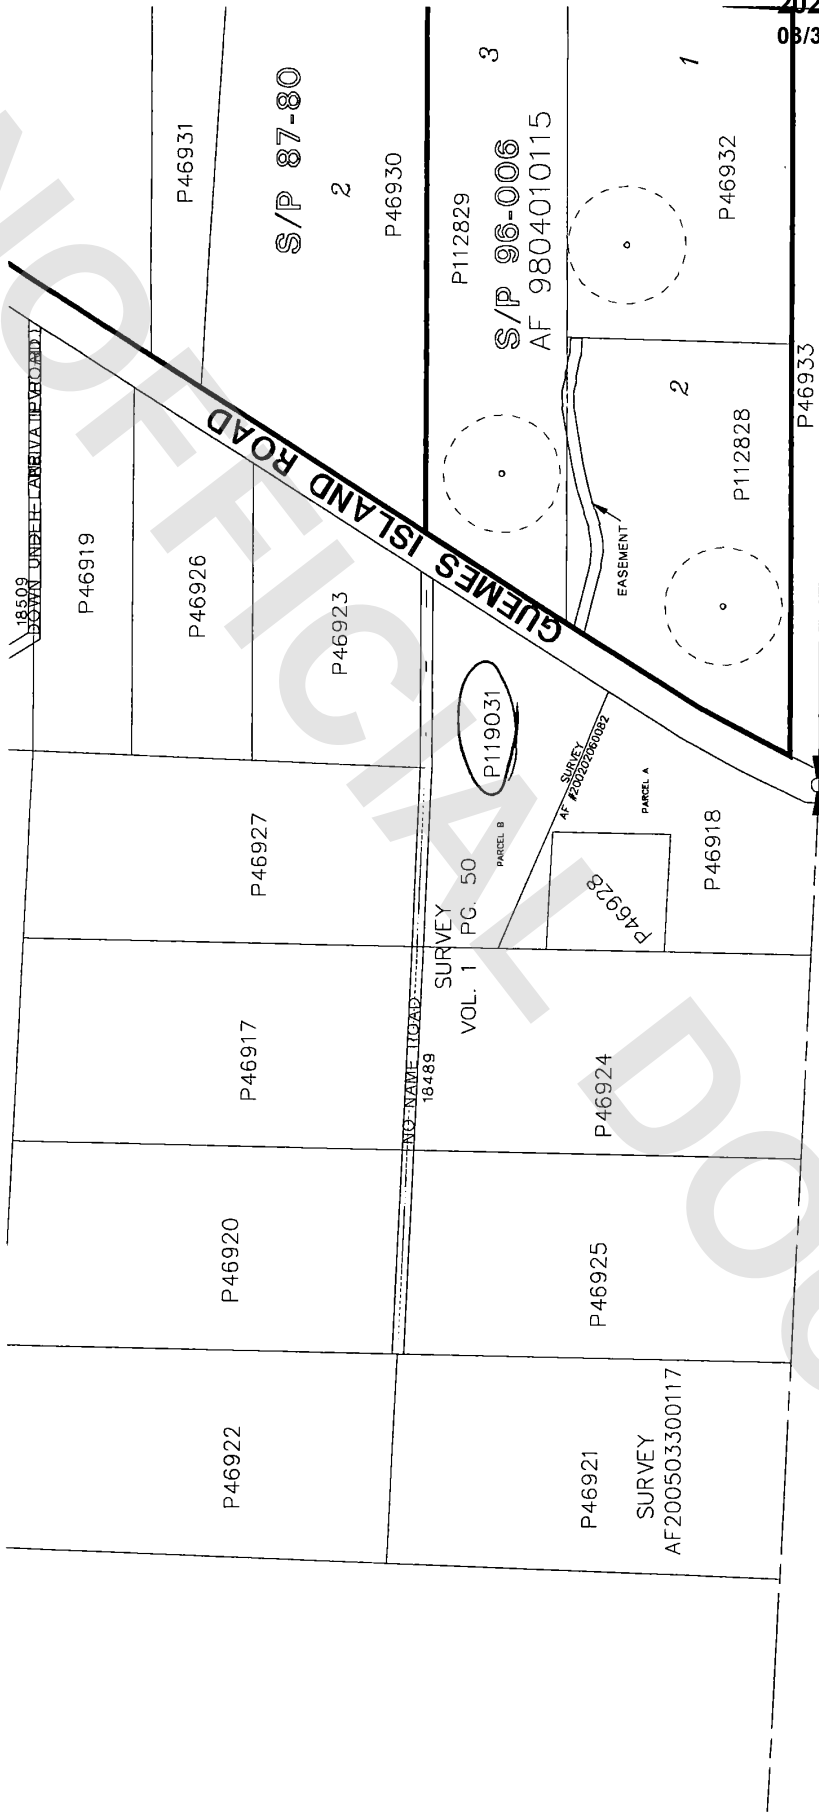 P46931
S/P 87-80
2
P46930
3
P112829
S/P 96-006
AF 9804010115
1
P46932
2
P112828
P46933
EASEMENT
GUEMES ISLAND ROAD
18509
P46919
P46926
P46923
P119031
PARCEL B
SURVEY
AF #200202060082
PARCEL A
P46918
P46928
P46927
SURVEY
VOL. 1 PG. 50
P46917
NO NAME ROAD
18489
P46924
P46920
P46925
P46922
P46921
SURVEY
AF200503300117